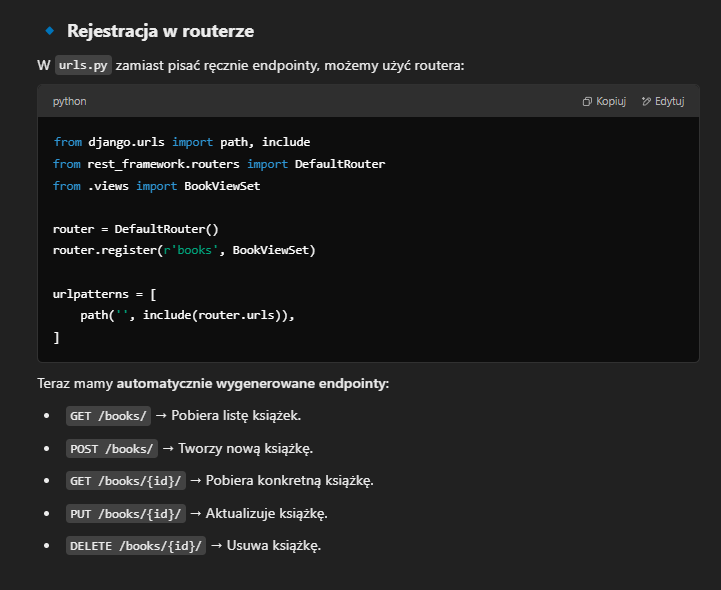 Rejestracja w routerze
W urls.py zamiast pisać ręcznie endpointy, możemy użyć routera:
python Kopiuj Edytuj
from django.urls import path, include
from rest_framework.routers import DefaultRouter
from .views import BookViewSet
router = DefaultRouter()
router.register(r'books', BookViewSet)
urlpatterns = [
    path('', include(router.urls)),
]
Teraz mamy automatycznie wygenerowane endpointy:
• GET /books/ → Pobiera listę książek.
• POST /books/ → Tworzy nową książkę.
• GET /books/{id}/ → Pobiera konkretną książkę.
• PUT /books/{id}/ → Aktualizuje książkę.
• DELETE /books/{id}/ → Usuwa książkę.